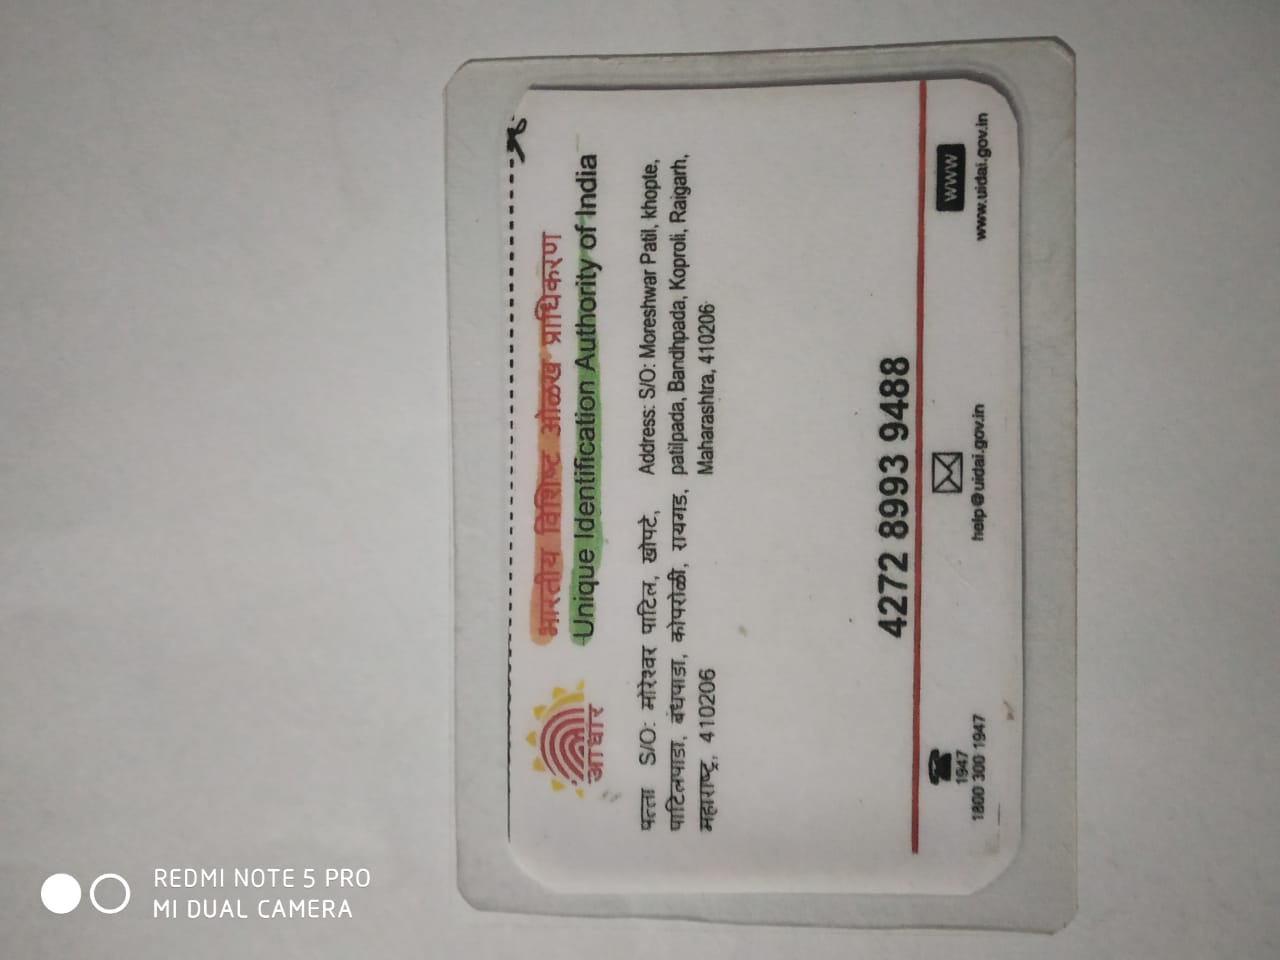 भारतीय विशिष्ट ओळख प्राधिकरण
Unique Identification Authority of India
आधार
पत्ता S/O: मोरेश्वर पाटिल, खोपटे,
पाटिलपाडा, बंधपाडा, कोपरोळी, रायगड,
महाराष्ट्र, 410206
Address: S/O: Moreshwar Patil, khopte,
patilpada, Bandhpada, Koproli, Raigarh,
Maharashtra, 410206
4272 8993 9488
1947
1800 300 1947
help@uidai.gov.in
WWW
www.uidai.gov.in
REDMI NOTE 5 PRO
MI DUAL CAMERA